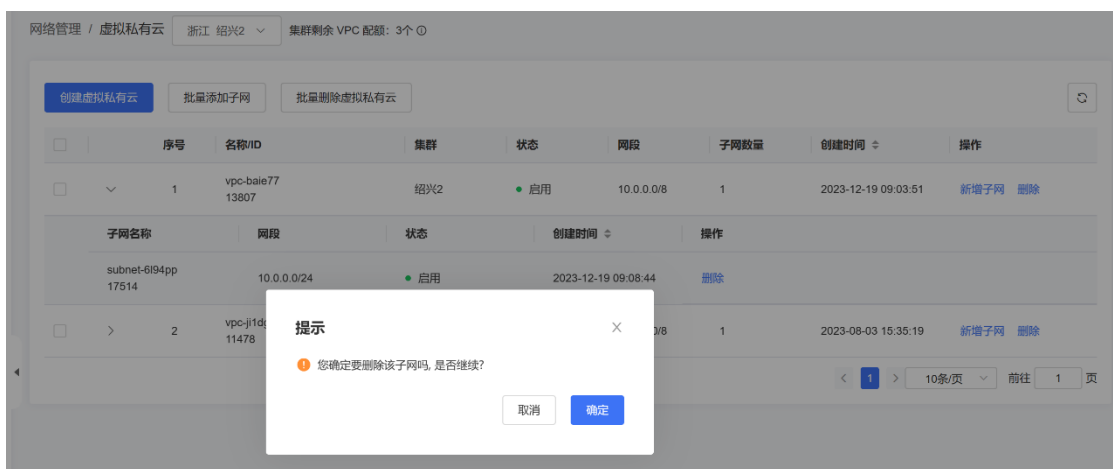 网络管理 / 虚拟私有云 浙江 绍兴2 集群剩余 VPC 配额：3个
创建虚拟私有云 批量添加子网 批量删除虚拟私有云
序号 名称/ID 集群 状态 网段 子网数量 创建时间 操作
1 vpc-baie77 13807 绍兴2 启用 10.0.0.0/8 1 2023-12-19 09:03:51 新增子网 删除
子网名称 网段 状态 创建时间 操作
subnet-6l94pp 17514 10.0.0.0/24 启用 2023-12-19 09:08:44 删除
2 11478 1 2023-08-03 15:35:19 新增子网 删除
提示
您确定要删除该子网吗, 是否继续?
取消 确定
1 10条/页 前往 1 页